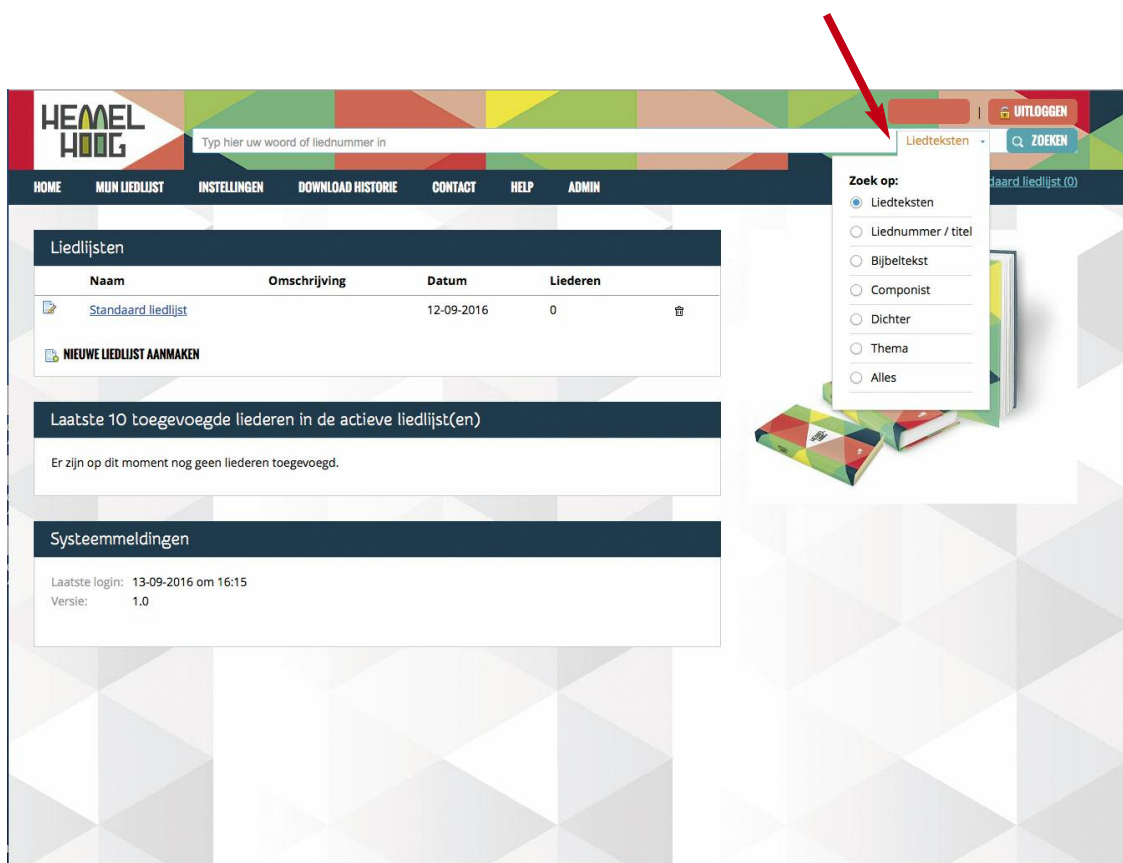 HEMEL
HOOG
UITLOGGEN
Typ hier uw woord of liednummer in
Liedteksten
ZOEKEN
HOME MIJN LIEDLIJST INSTELLINGEN DOWNLOAD HISTORIE CONTACT HELP ADMIN
daard liedlijst (0)
Zoek op:
Liedteksten
Liednummer / titel
Bijbeltekst
Componist
Dichter
Thema
Alles
Liedlijsten
Naam Omschrijving Datum Liederen
Standaard liedlijst 12-09-2016 0
NIEUWE LIEDLIJST AANMAKEN
Laatste 10 toegevoegde liederen in de actieve liedlijst(en)
Er zijn op dit moment nog geen liederen toegevoegd.
Systeemmeldingen
Laatste login: 13-09-2016 om 16:15
Versie: 1.0